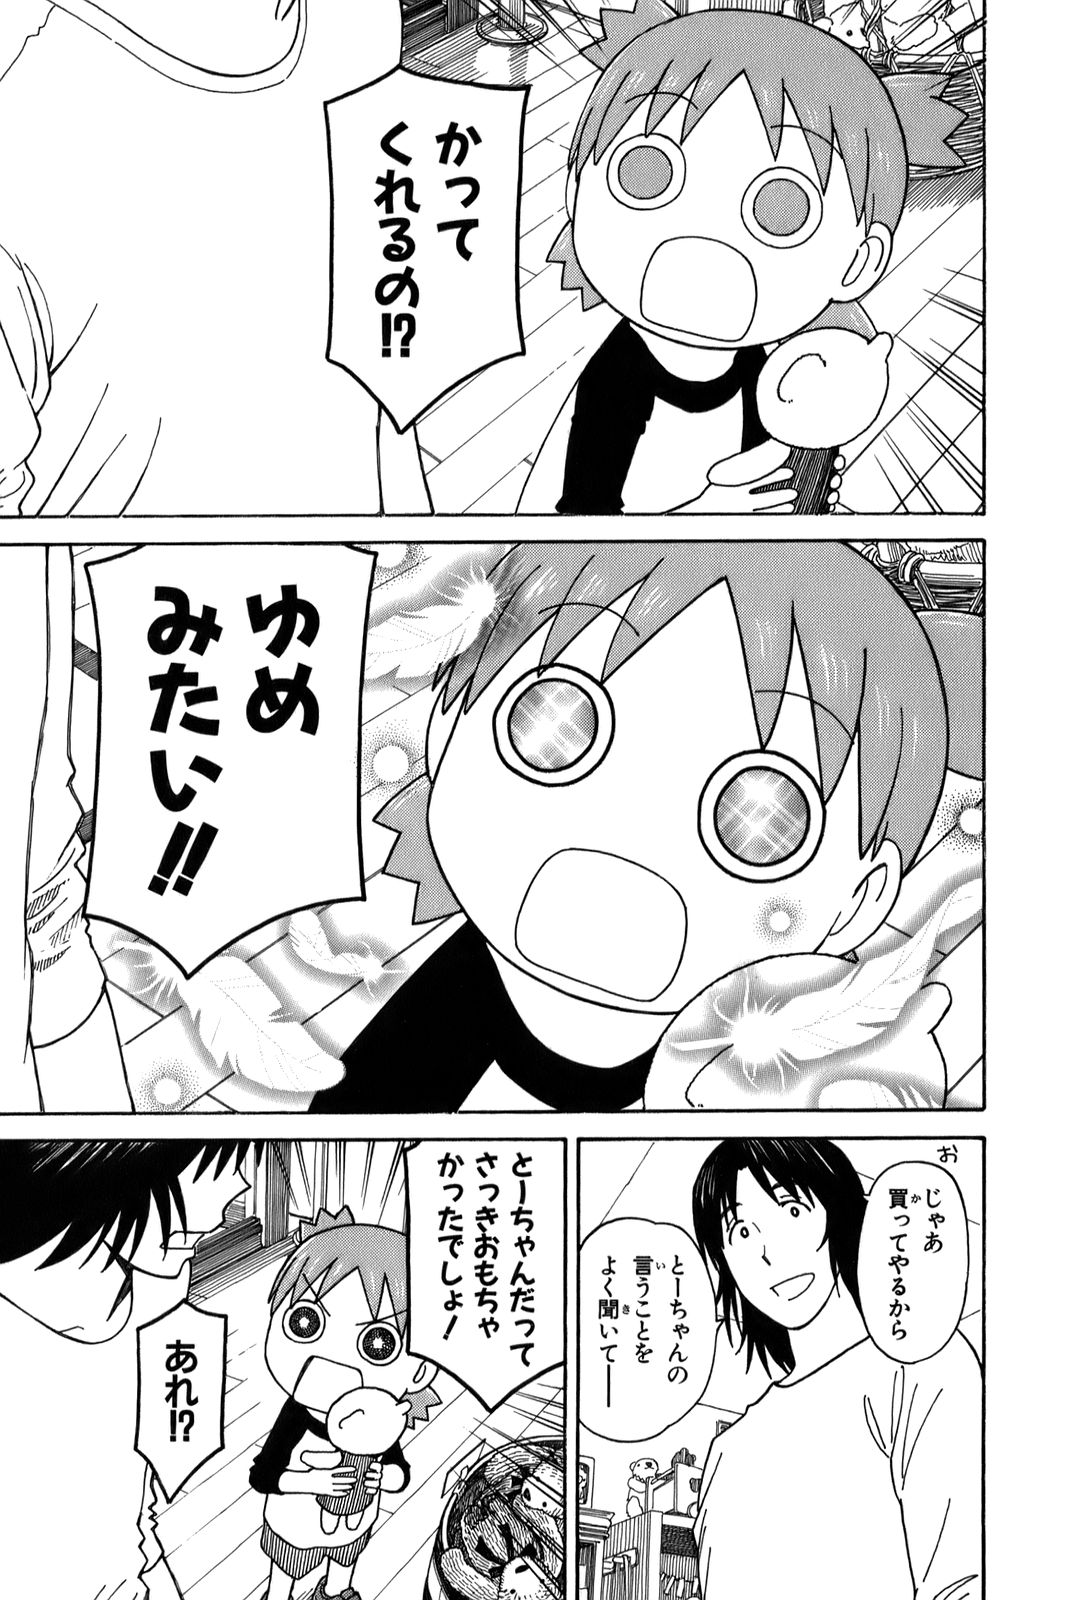 かって
くれるの!?
ゆめ
みたい!!
お
じゃあ
買ってやるから
とーちゃんの
言うことを
よく聞いてー
とーちゃんだって
さっきおもちゃ
かったでしょ!
あれ!?